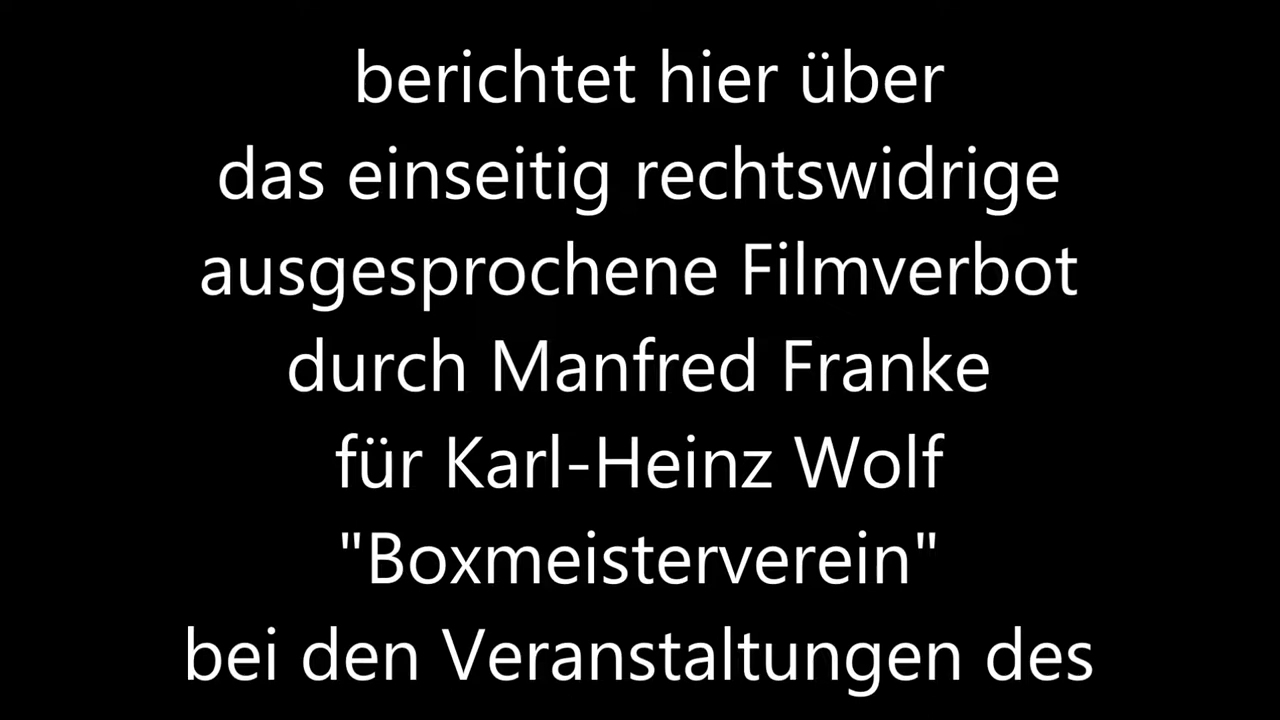 berichtet hier über
das einseitig rechtswidrige
ausgesprochene Filmverbot
durch Manfred Franke
für Karl-Heinz Wolf
"Boxmeisterverein"
bei den Veranstaltungen des